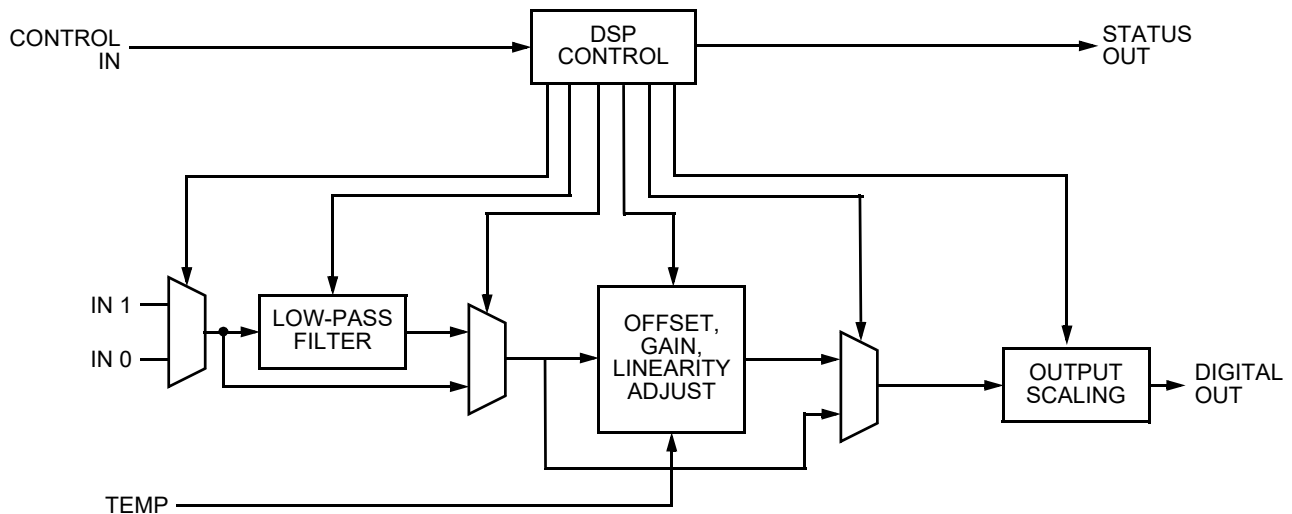 DSP
CONTROL
CONTROL
IN
STATUS
OUT
IN 1
IN 0
LOW-PASS
FILTER
OFFSET,
GAIN,
LINEARITY
ADJUST
OUTPUT
SCALING
DIGITAL
OUT
TEMP